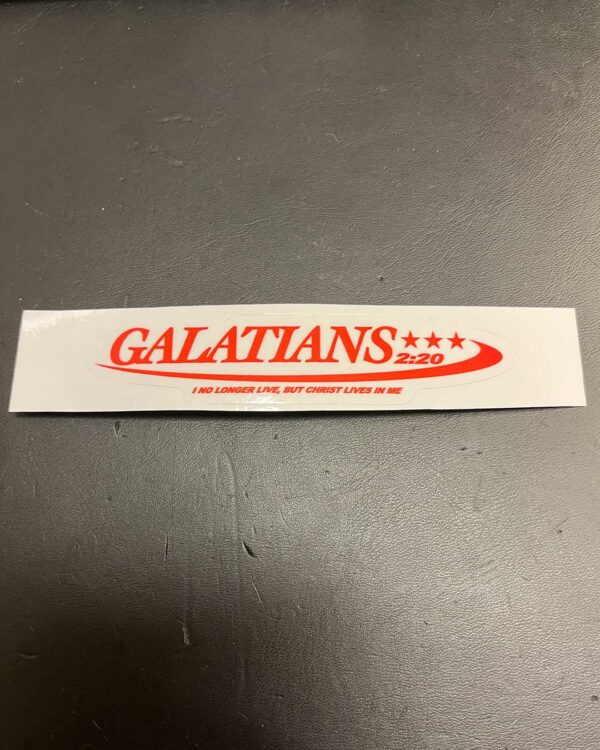 GALATIANS
2:20
I NO LONGER LIVE, BUT CHRIST LIVES IN ME